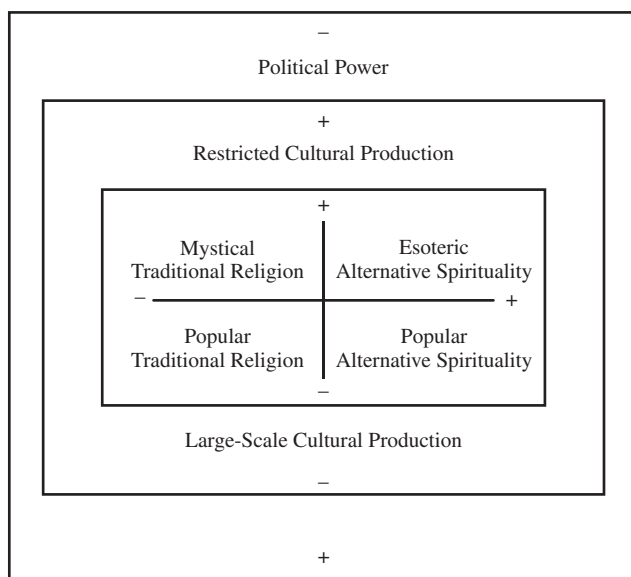 –
Political Power
+
Restricted Cultural Production
+
Mystical
Traditional Religion
Esoteric
Alternative Spirituality
– +
Popular
Traditional Religion
Popular
Alternative Spirituality
–
Large-Scale Cultural Production
–
+